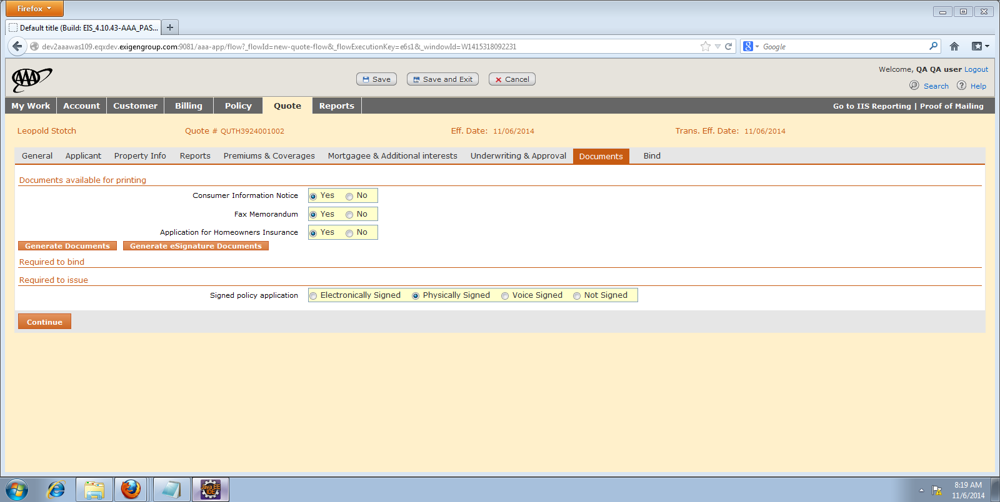 Firefox
Default title (Build: EIS_4.10.43-AAA_PAS...
dev2aaawas109.eqxdev.exigengroup.com:9081/aaa-app/flow?_flowId=new-quote-flow&_flowExecutionKey=e6s1&_windowId=W1415318092231
Google
AAA
Save
Save and Exit
Cancel
Welcome, QA QA user Logout
Search
Help
My Work
Account
Customer
Billing
Policy
Quote
Reports
Go to IIS Reporting | Proof of Mailing
Leopold Stotch
Quote # QUTH3924001002
Eff. Date: 11/06/2014
Trans. Eff. Date: 11/06/2014
General
Applicant
Property Info
Reports
Premiums & Coverages
Mortgagee & Additional interests
Underwriting & Approval
Documents
Bind
Documents available for printing
Consumer Information Notice Yes No
Fax Memorandum Yes No
Application for Homeowners Insurance Yes No
Generate Documents
Generate eSignature Documents
Required to bind
Required to issue
Signed policy application Electronically Signed Physically Signed Voice Signed Not Signed
Continue
Java EE
IDE
8:19 AM
11/6/2014